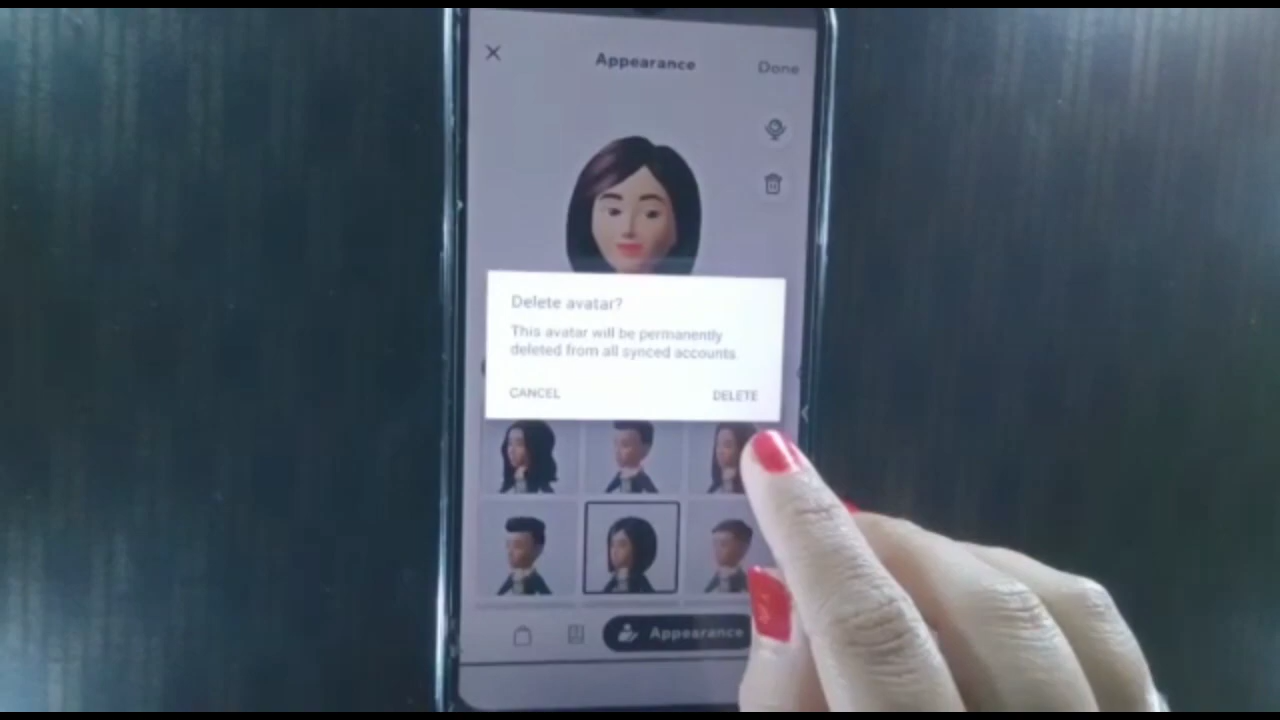 Appearance
Done
Delete avatar?
This avatar will be permanently
deleted from all synced accounts.
CANCEL
DELETE
Appearance